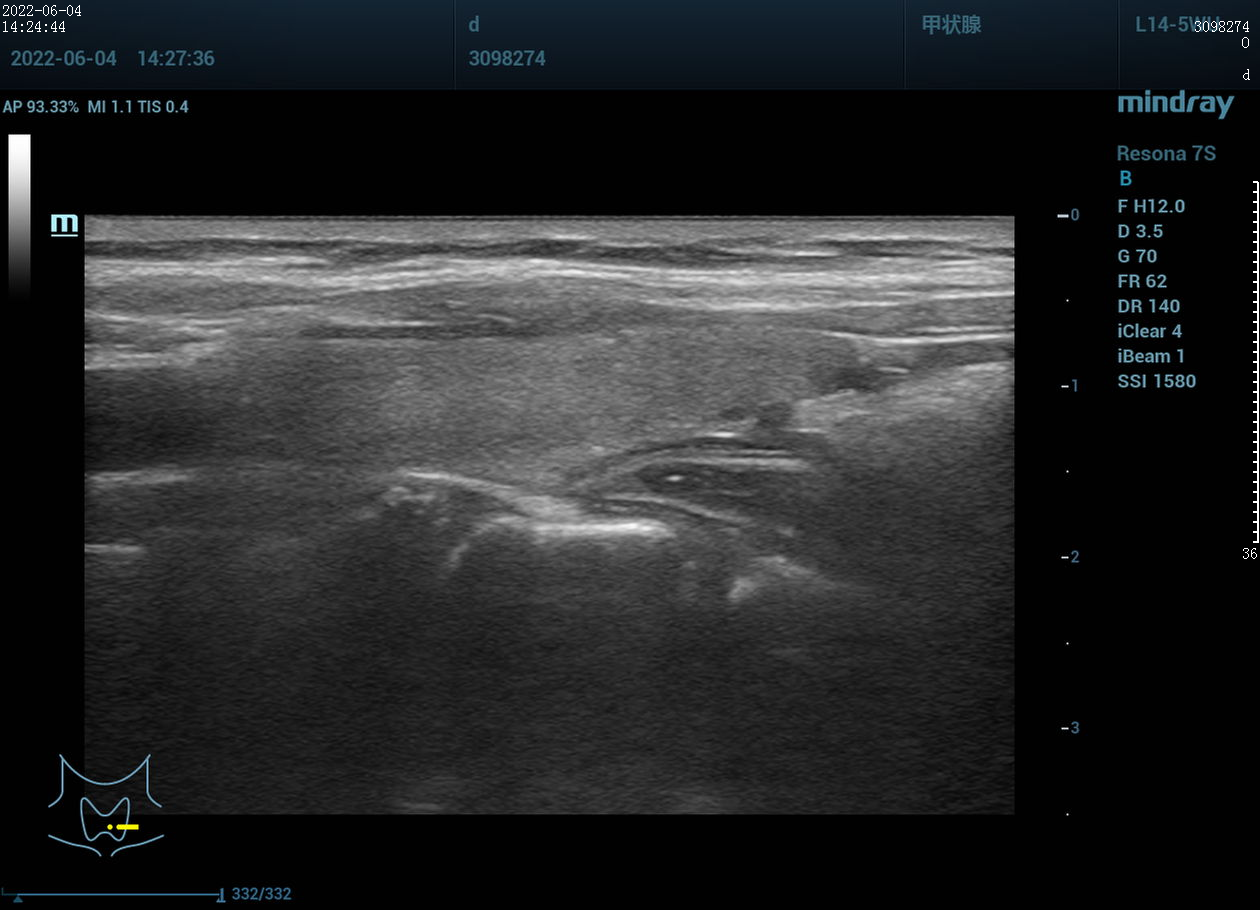 2022-06-04
14:24:44
2022-06-04 14:27:36
d
3098274
甲状腺
3098274
0
d
AP 93.33% MI 1.1 TIS 0.4
mindray
Resona 7S
B
F H12.0
D 3.5
G 70
FR 62
DR 140
iClear 4
iBeam 1
SSI 1580
m
0
1
2
3
36
332/332